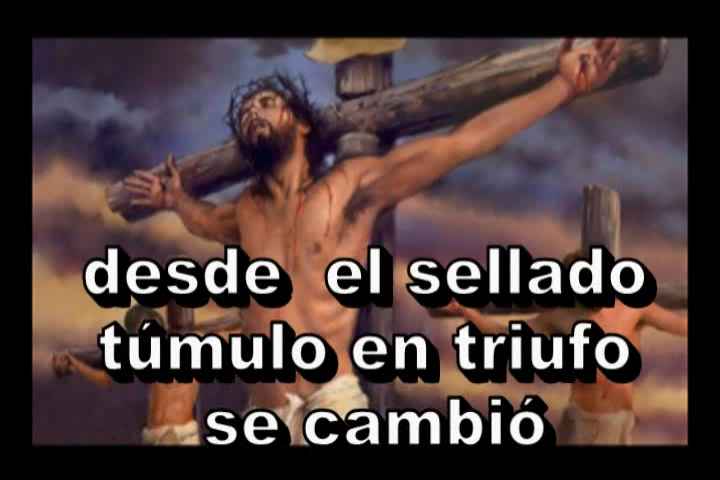 desde el sellado
túmulo en triufo
se cambió